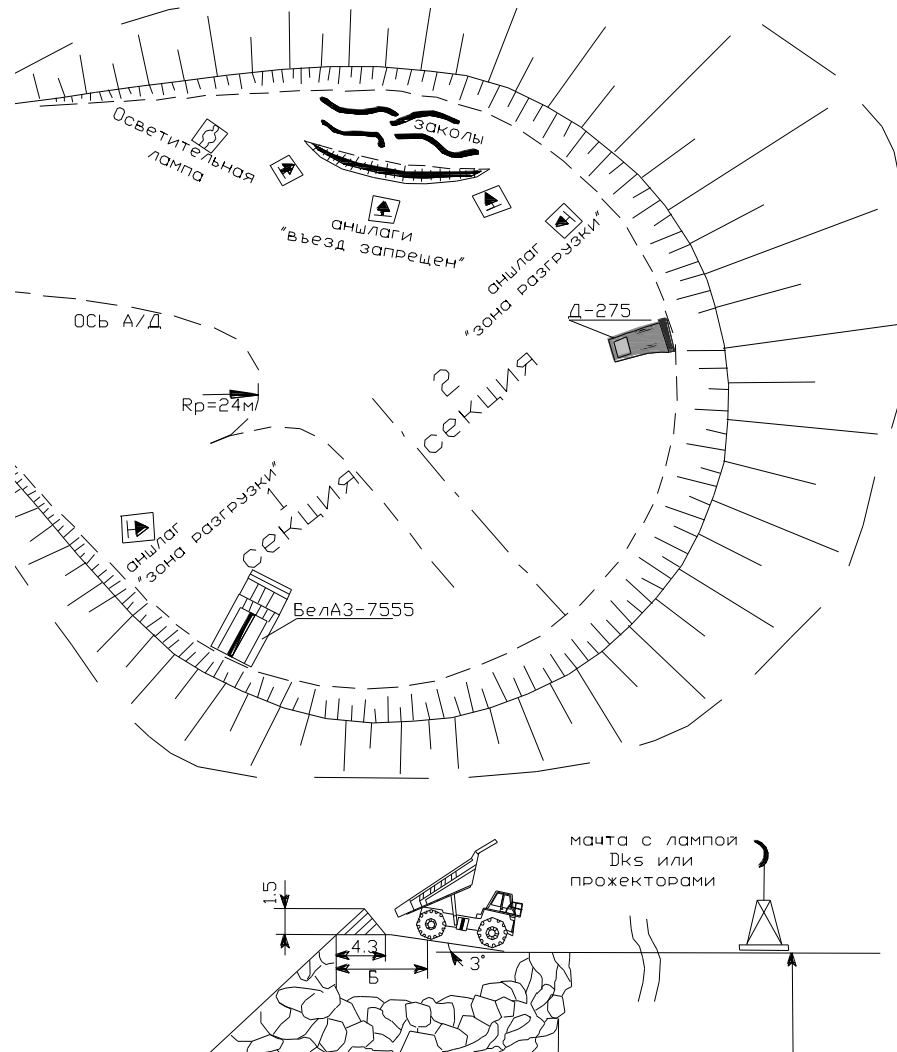 Осветительная
лампа
заколы
аншлаги
"въезд запрещен"
аншлаг
"зона разгрузки"
Д-275
ОСЬ А/Д
Rр=24м
2
секция
1
секция
аншлаг
"зона разгрузки"
БелАЗ-7555
мачта с лампой
Dks или
прожекторами
1.5
4.3
Б
3°